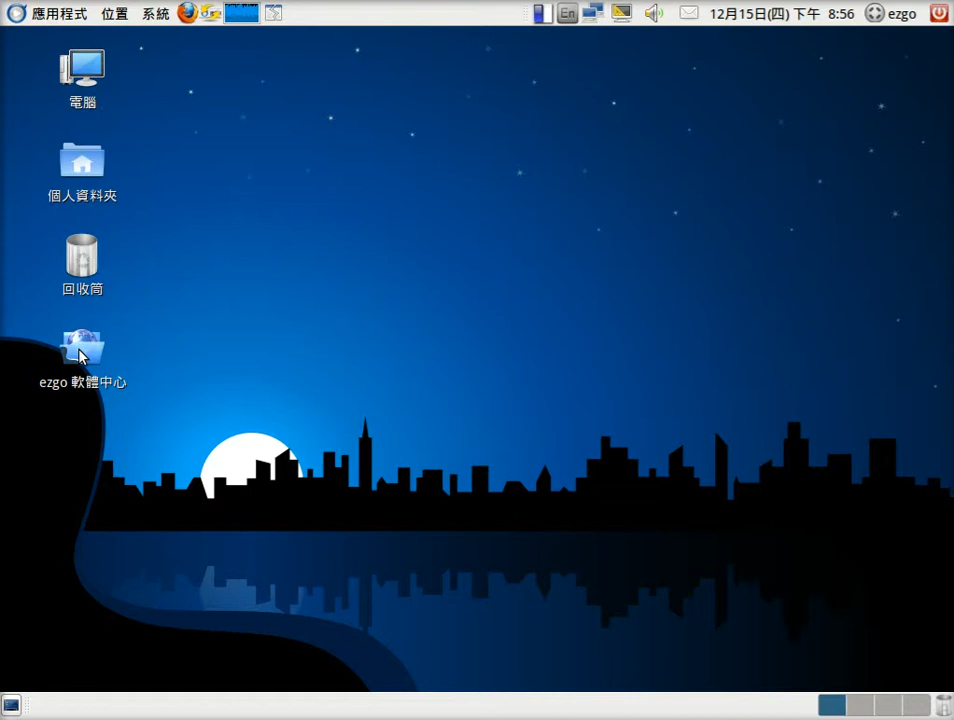 應用程式 位置 系統 En 12月15日(四) 下午 8:56 ezgo
電腦
個人資料夾
回收筒
ezgo 軟體中心